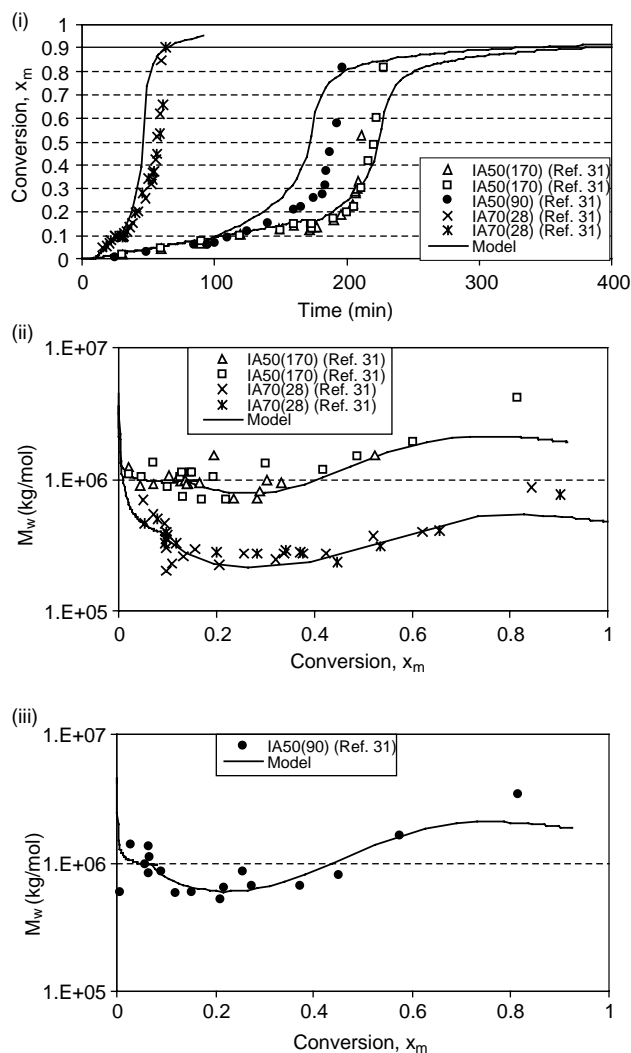 (i)
Conversion, xₘ
1
0.9
0.8
0.7
0.6
0.5
0.4
0.3
0.2
0.1
0
IA50(170) (Ref. 31)
IA50(170) (Ref. 31)
IA50(90) (Ref. 31)
IA70(28) (Ref. 31)
IA70(28) (Ref. 31)
Model
0 100 200 300 400
Time (min)
(ii)
M_w (kg/mol)
1.E+07
1.E+06
1.E+05
IA50(170) (Ref. 31)
IA50(170) (Ref. 31)
IA70(28) (Ref. 31)
IA70(28) (Ref. 31)
Model
0 0.2 0.4 0.6 0.8 1
Conversion, xₘ
(iii)
M_w (kg/mol)
1.E+07
1.E+06
1.E+05
IA50(90) (Ref. 31)
Model
0 0.2 0.4 0.6 0.8 1
Conversion, xₘ